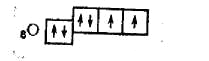 ₈O ↑↓ ↑↓ ↑ ↑